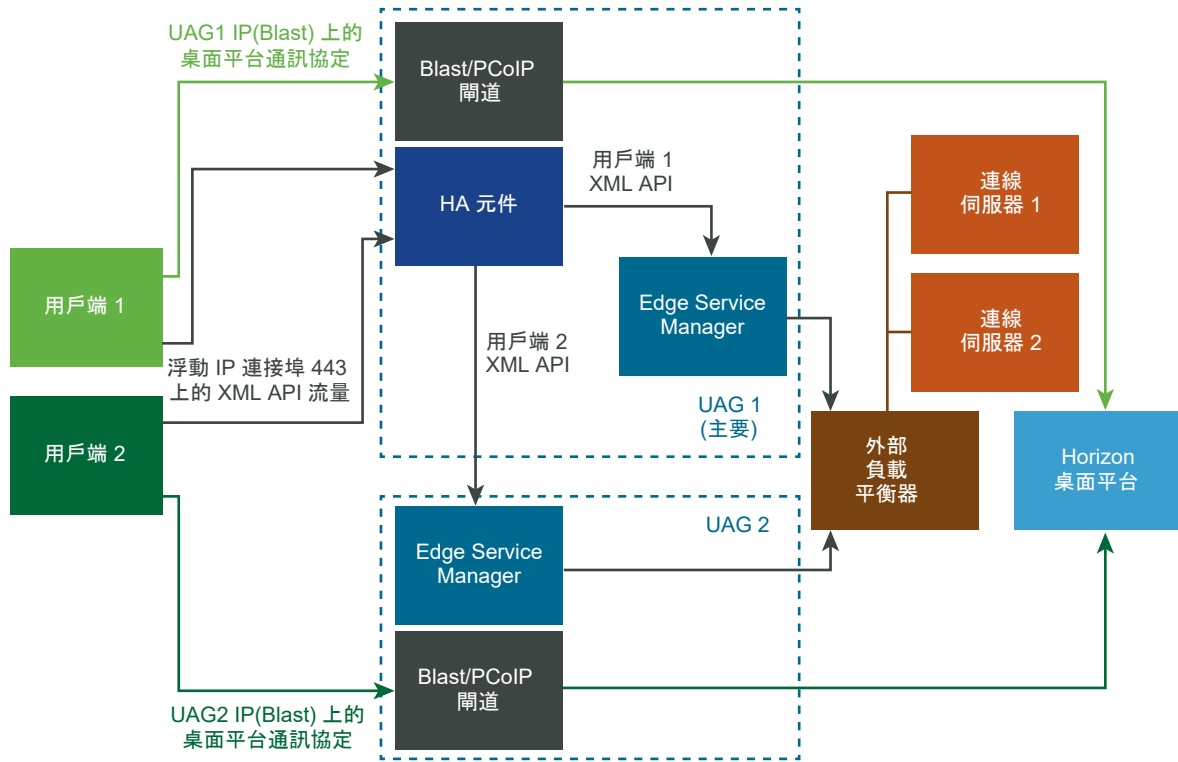 UAG1 IP(Blast) 上的
桌面平台通訊協定
Blast/PCoIP
閘道
HA 元件
用戶端 1
XML API
連線
伺服器 1
用戶端 1
Edge Service
Manager
連線
伺服器 2
用戶端 2
XML API
浮動 IP 連接埠 443
上的 XML API 流量
UAG 1
(主要)
用戶端 2
外部
負載
平衡器
Horizon
桌面平台
UAG 2
Edge Service
Manager
Blast/PCoIP
閘道
UAG2 IP(Blast) 上的
桌面平台通訊協定